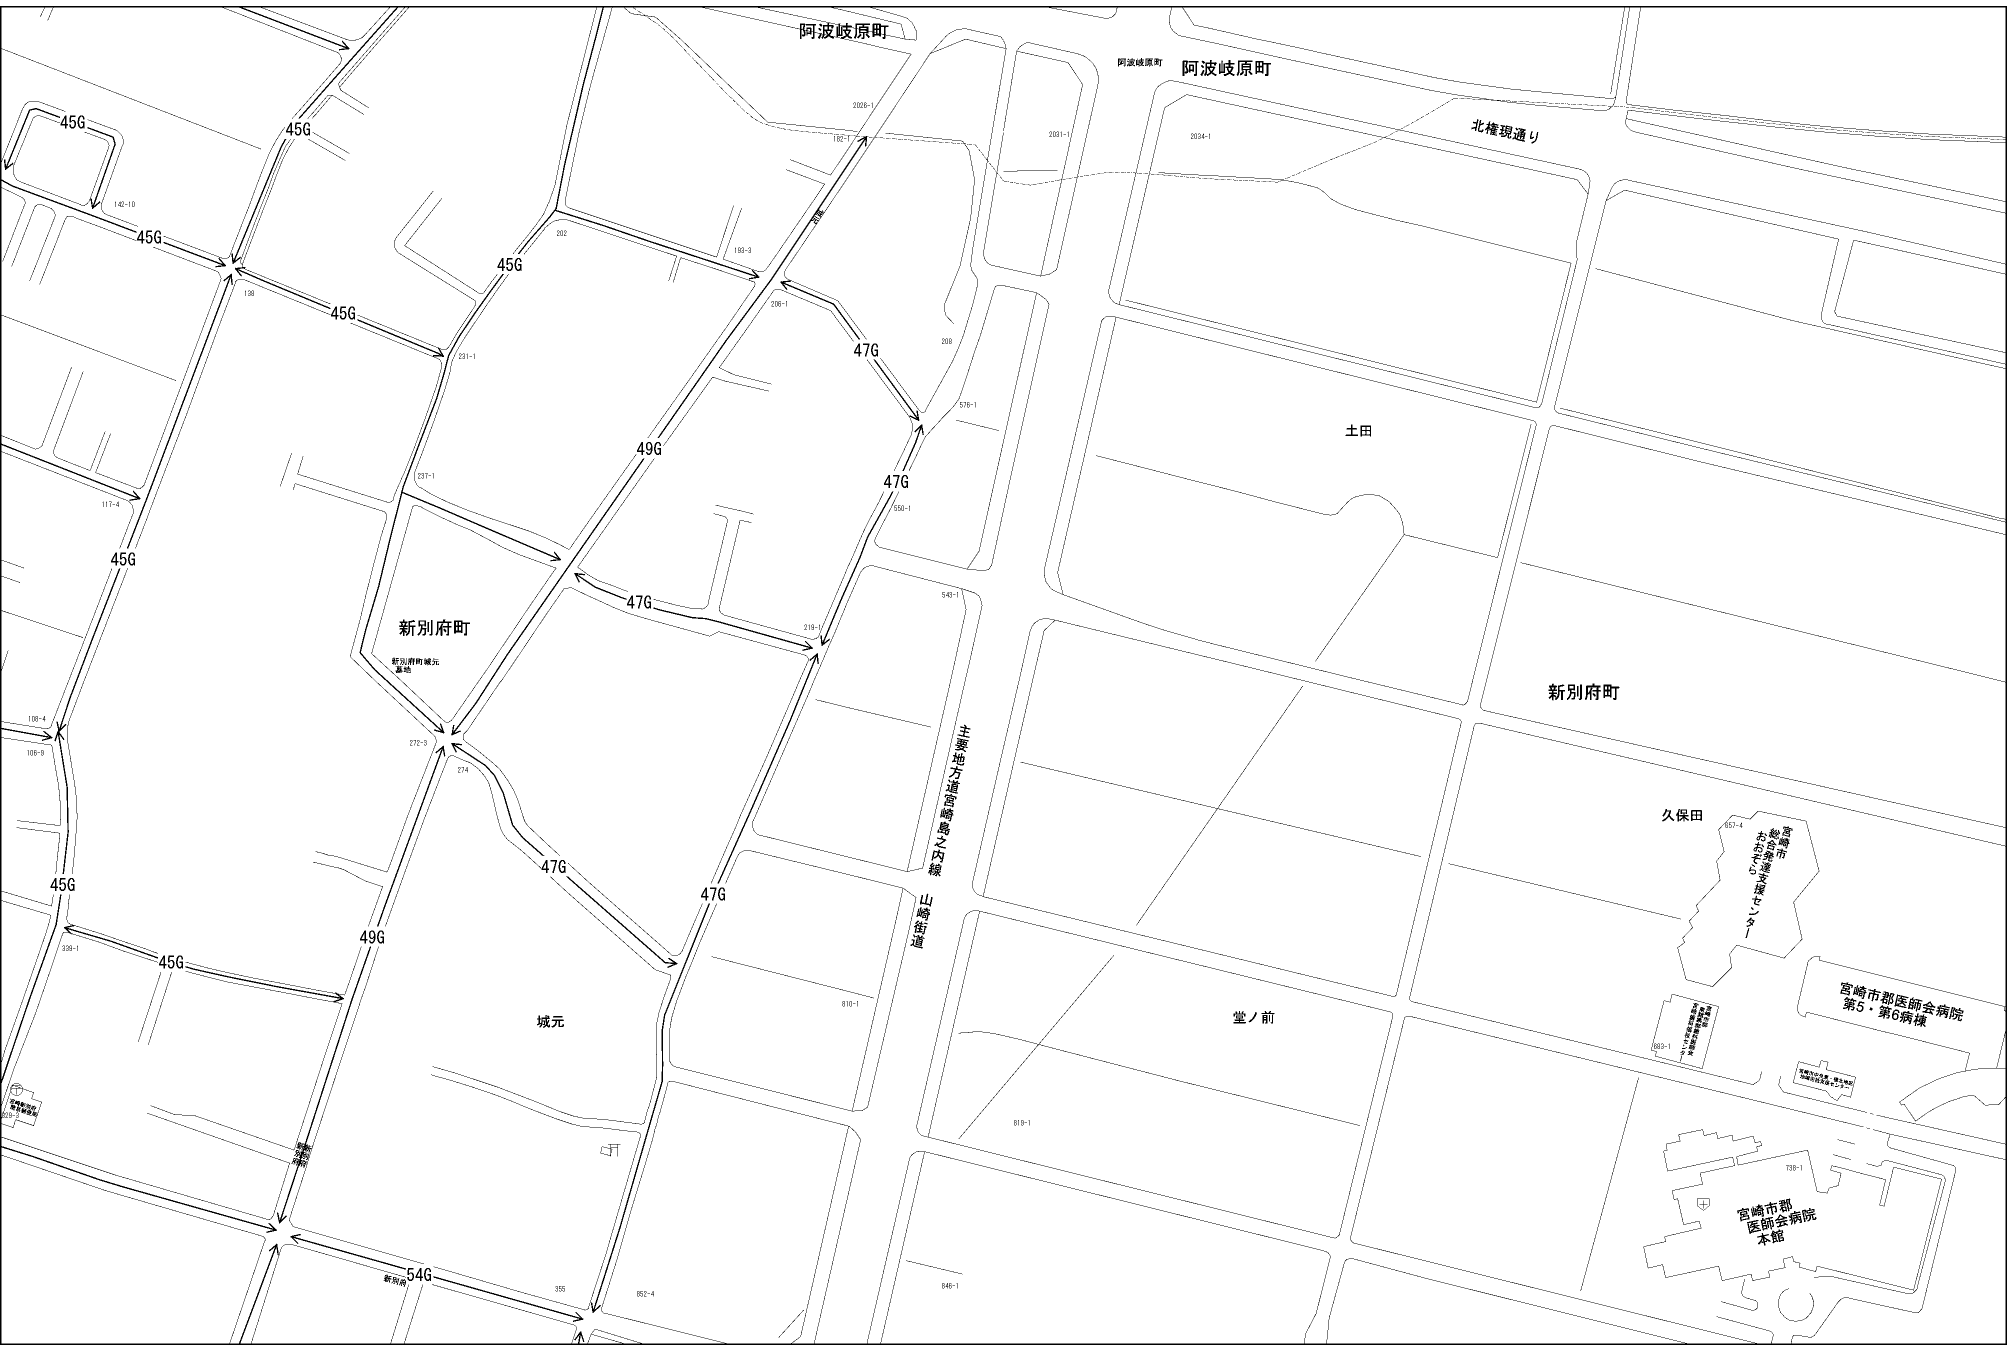 阿波岐原町
阿波岐原町
阿波岐原町
2026-1
45G
45G
182-1
2031-1
2034-1
北権現通り
142-10
45G
202
193-3
45G
136
206-1
45G
208
231-1
47G
576-1
土田
49G
237-1
47G
117-4
550-1
45G
543-1
47G
219-1
新別府町
新別府町城元
墓地
新別府町
108-4
106-9
272-3
274
主要地方道宮崎島之内線 山崎街道
久保田
657-4
宮崎市
総合発達支援センター
おおぞら
47G
45G
47G
49G
339-1
45G
810-1
城元
堂ノ前
宮崎市郡医師会病院
第5・第6病棟
683-1
819-1
738-1
宮崎市郡
医師会病院
本館
54G
新別府
355
852-4
846-1